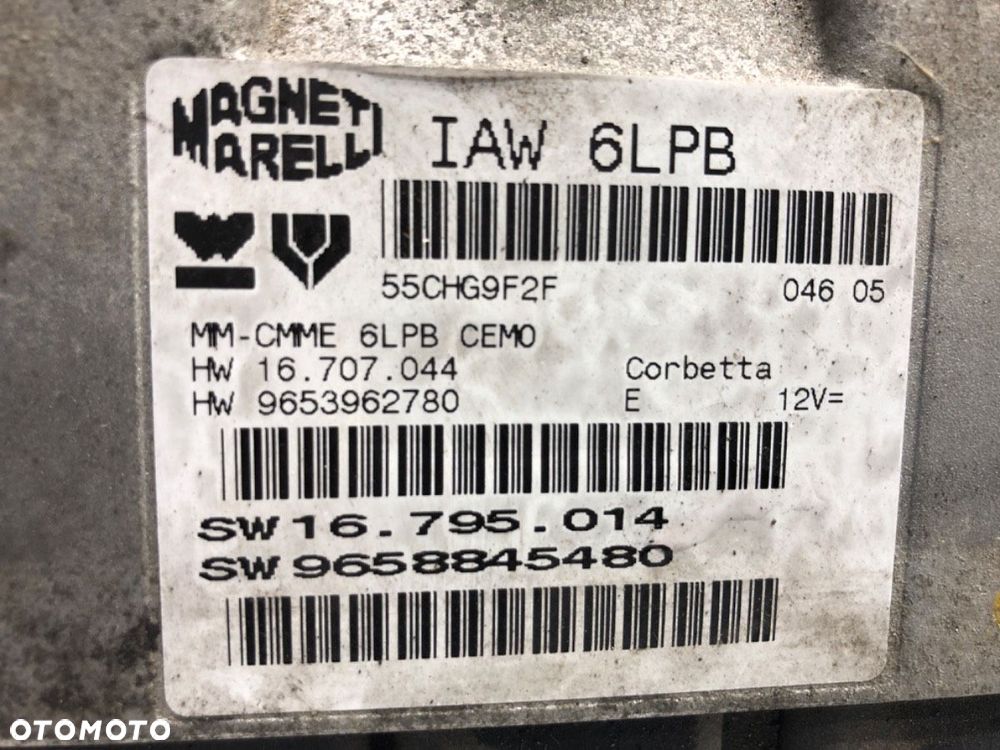 MAGNETI
MARELLI
IAW 6LPB
55CHG9F2F 046 05
MM-CMME 6LPB CEMO
HW 16.707.044 Corbetta
HW 9653962780 E 12V=
SW 16.795.014
SW 9658845480
OTOMOTO